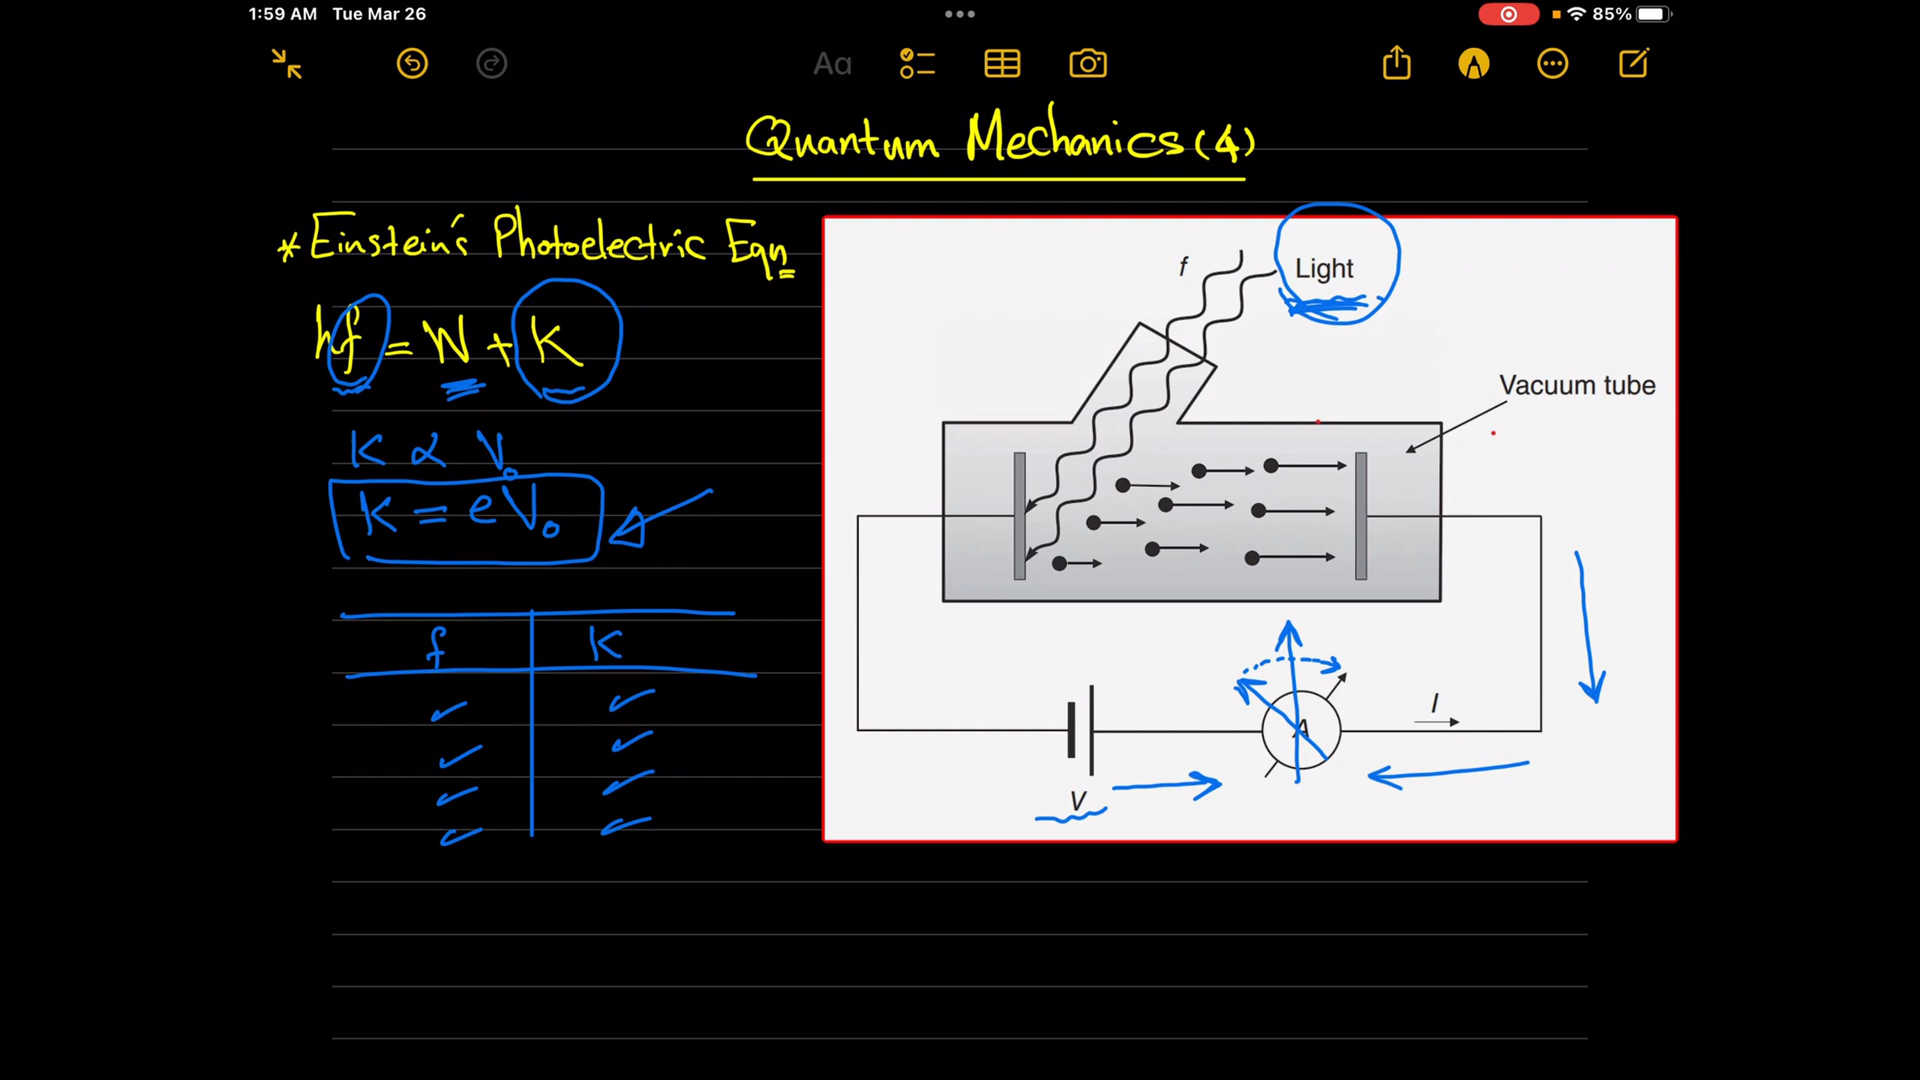 1:59 AM Tue Mar 26
85%
Aa
Quantum Mechanics (4)
* Einstein's Photoelectric Eqn
hf = W + K
K ∝ V₀
K = eV₀
f K
f
Light
Vacuum tube
A
I
V